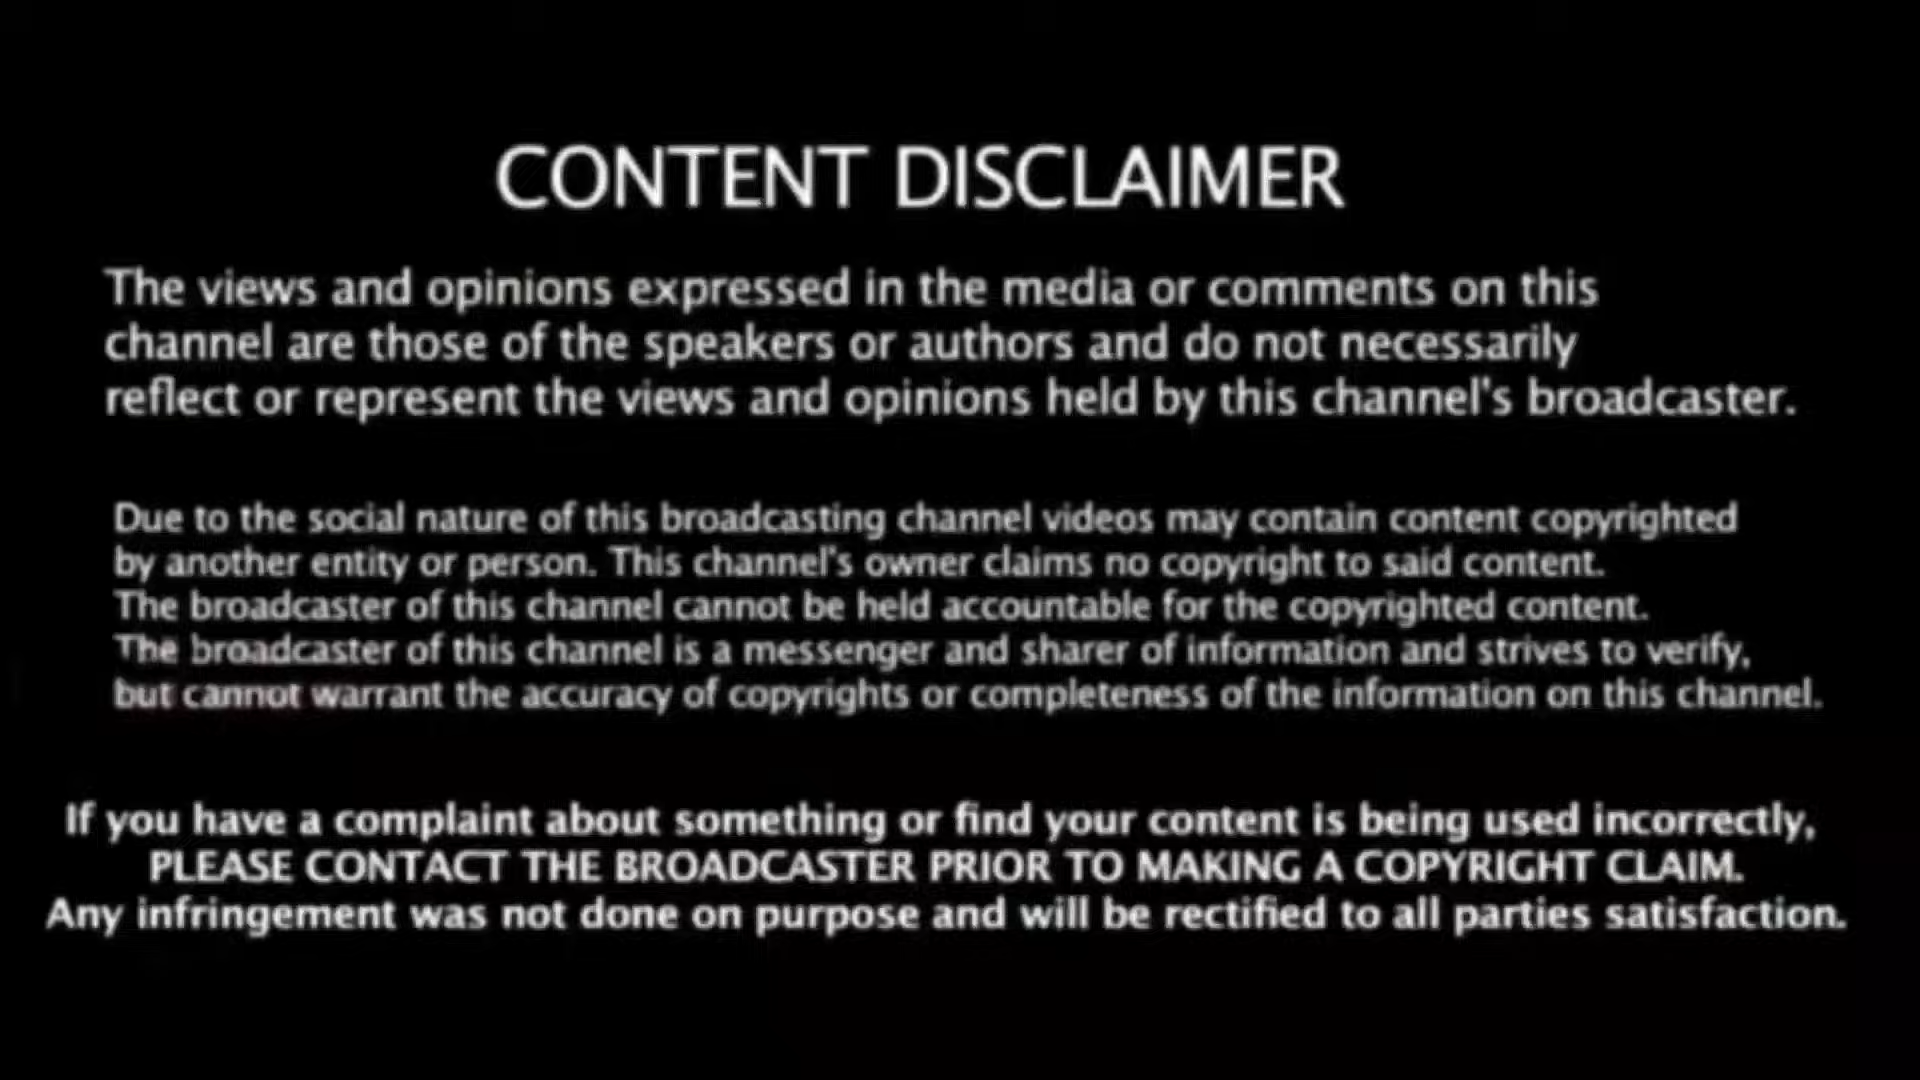 CONTENT DISCLAIMER
The views and opinions expressed in the media or comments on this
channel are those of the speakers or authors and do not necessarily
reflect or represent the views and opinions held by this channel's broadcaster.
Due to the social nature of this broadcasting channel videos may contain content copyrighted
by another entity or person. This channel's owner claims no copyright to said content.
The broadcaster of this channel cannot be held accountable for the copyrighted content.
The broadcaster of this channel is a messenger and sharer of information and strives to verify,
but cannot warrant the accuracy of copyrights or completeness of the information on this channel.
If you have a complaint about something or find your content is being used incorrectly,
PLEASE CONTACT THE BROADCASTER PRIOR TO MAKING A COPYRIGHT CLAIM.
Any infringement was not done on purpose and will be rectified to all parties satisfaction.